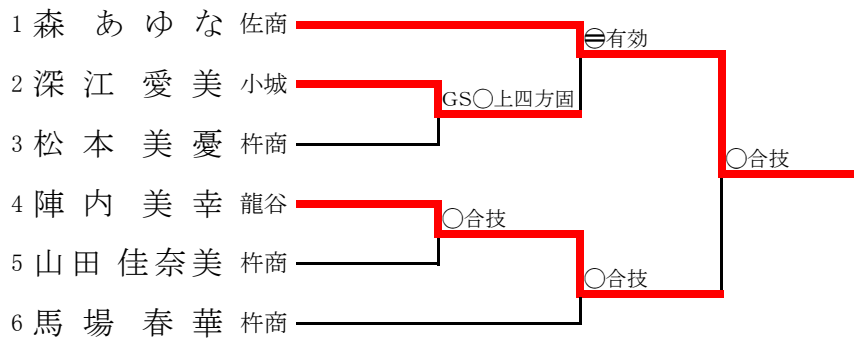 1 森 あゆな 佐商
㊁有効
2 深江 愛美 小城
GS○上四方固
3 松本 美憂 杵商
○合技
4 陣内 美幸 龍谷
○合技
5 山田 佳奈美 杵商
○合技
6 馬場 春華 杵商